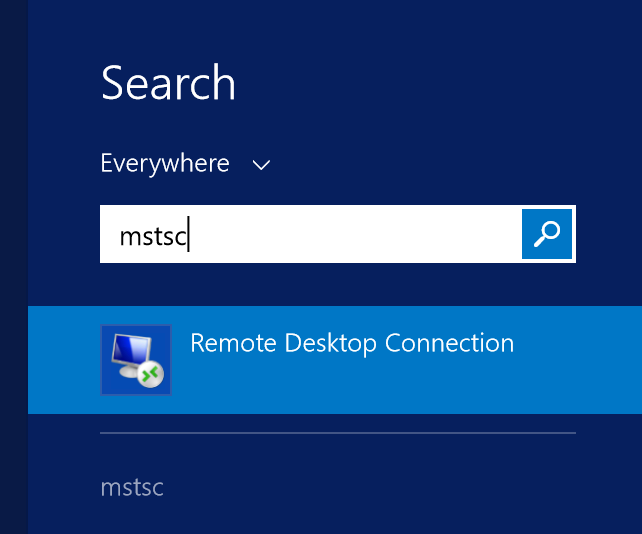 Search
Everywhere
mstsc
Remote Desktop Connection
mstsc